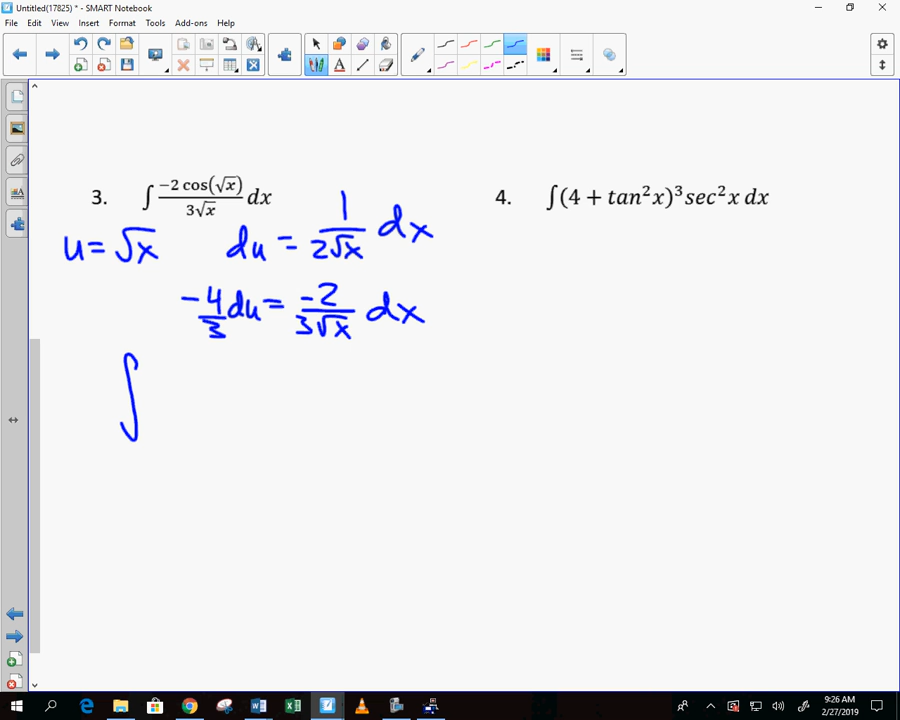 Untitled(17825) * - SMART Notebook
File Edit View Insert Format Tools Add-ons Help
3. ∫ −2 cos(√x) / 3√x dx
4. ∫(4 + tan²x)³ sec²x dx
u = √x du = 1/2√x dx
-4/3 du = -2/3√x dx
∫
9:26 AM
2/27/2019